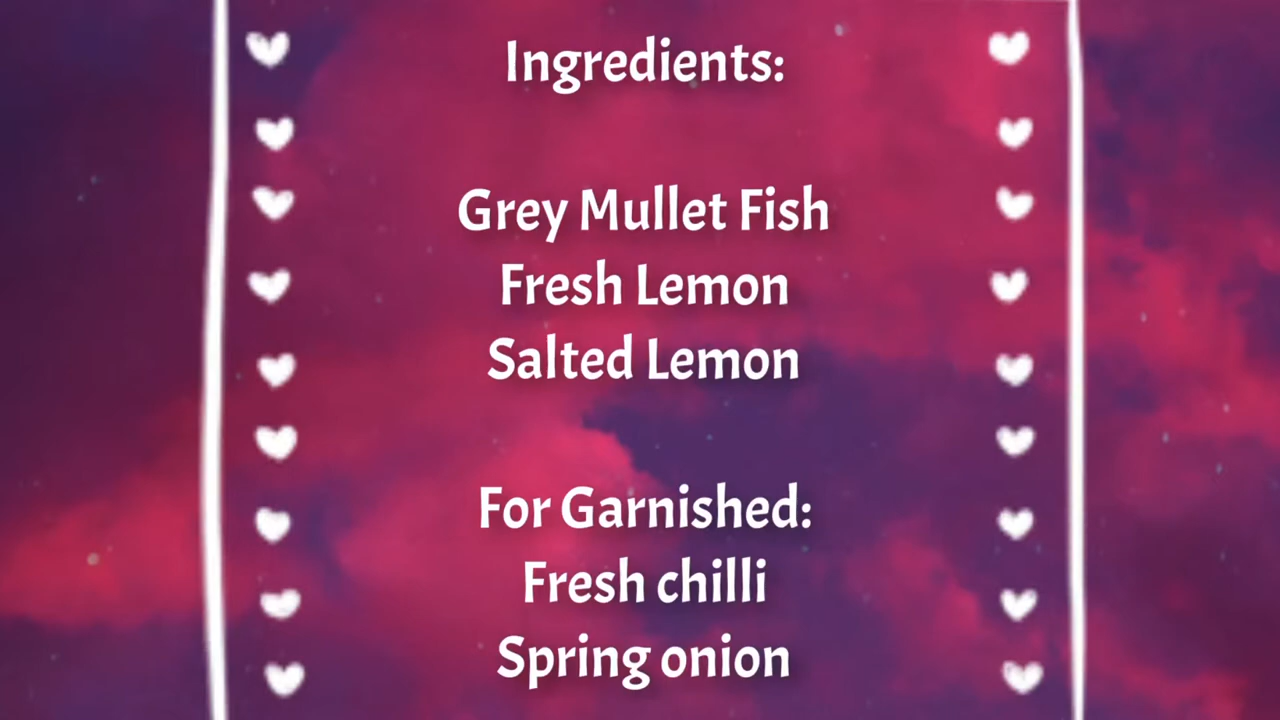 Ingredients:
Grey Mullet Fish
Fresh Lemon
Salted Lemon
For Garnished:
Fresh chilli
Spring onion